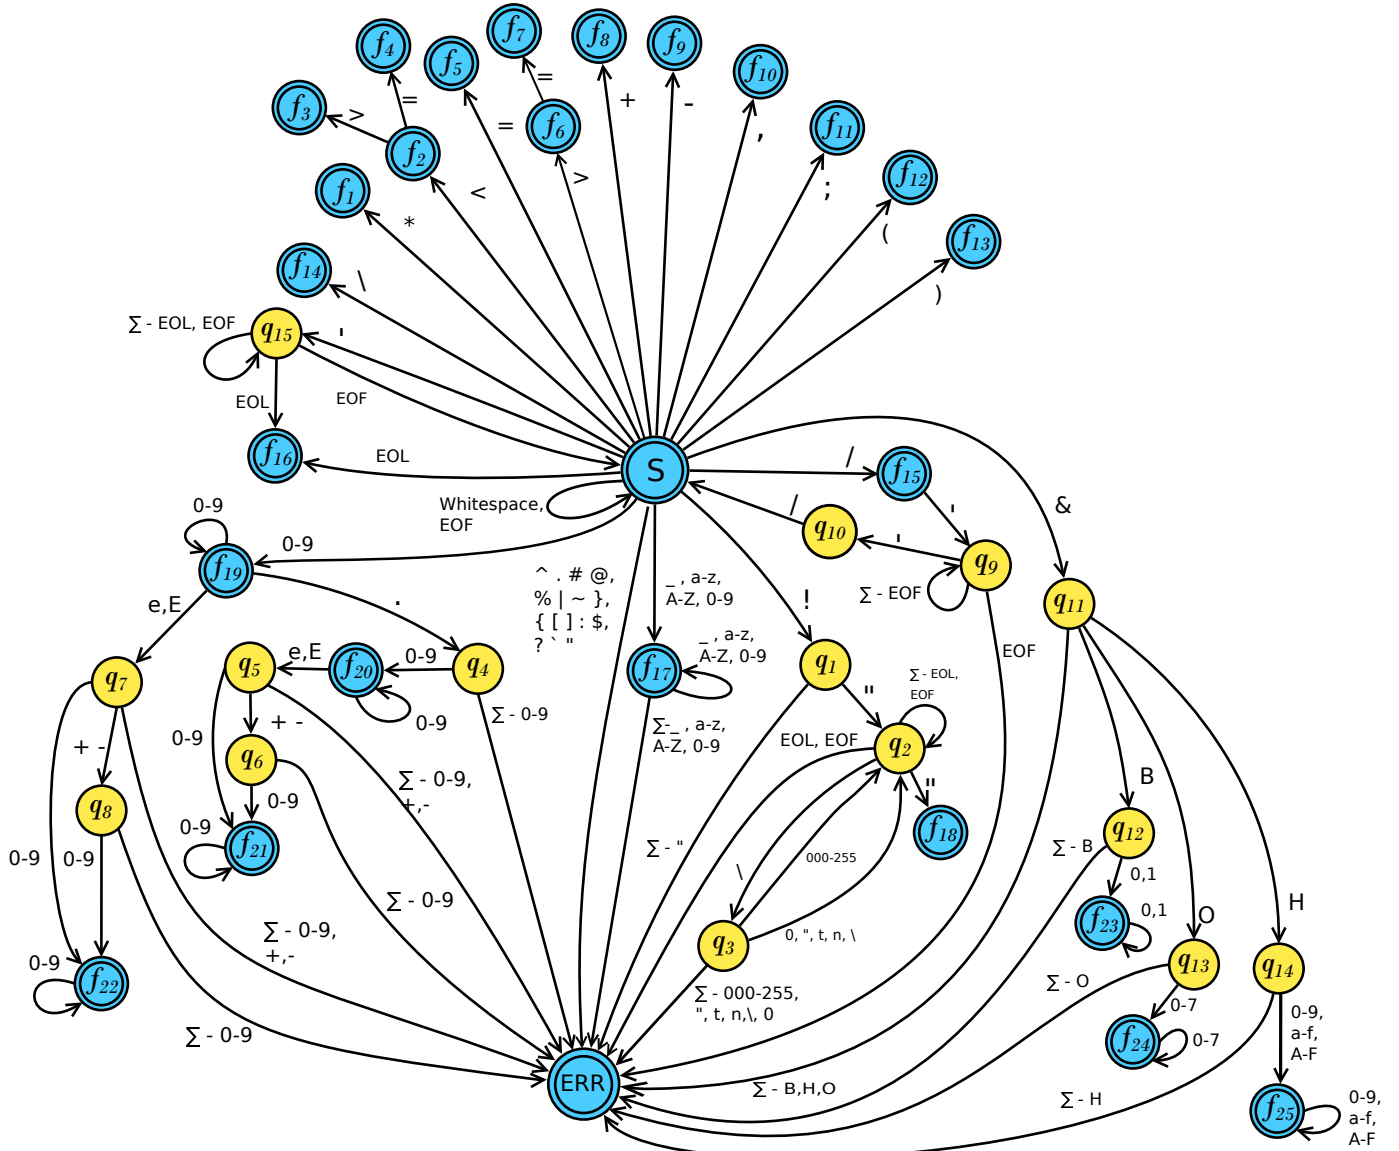 f7
f8
f9
f4
f5
f10
=
+
-
f3
>
=
=
f6
,
f11
f2
>
f12
f1
<
;
*
(
f13
f14
\
)
∑ - EOL, EOF
q15
'
EOL
EOF
f16
EOL
S
/
f15
Whitespace,
EOF
/
'
&
0-9
0-9
q10
'
q9
f19
^ . # @,
% | ~ },
{ [ ] : $,
? ` "
_ , a-z,
A-Z, 0-9
!
∑ - EOF
q11
e,E
.
EOF
q7
q5
e,E
f20
0-9
q4
f17
_ , a-z,
A-Z, 0-9
q1
"
∑ - EOL,
EOF
0-9
∑ - 0-9
+ -
0-9
+ -
∑-_ , a-z,
A-Z, 0-9
EOL, EOF
q2
q6
∑ - 0-9,
+,-
"
B
q8
0-9
f18
q12
0-9
0-9
0-9
f21
∑ - "
000-255
∑ - B
\
0,1
∑ - 0-9
f23
0,1
H
O
∑ - 0-9,
+,-
q3
0, ", t, n, \
0-9
q13
q14
f22
∑ - 000-255,
", t, n,\, 0
∑ - O
0-7
0-9,
a-f,
A-F
∑ - 0-9
f24
0-7
ERR
∑ - B,H,O
∑ - H
f25
0-9,
a-f,
A-F